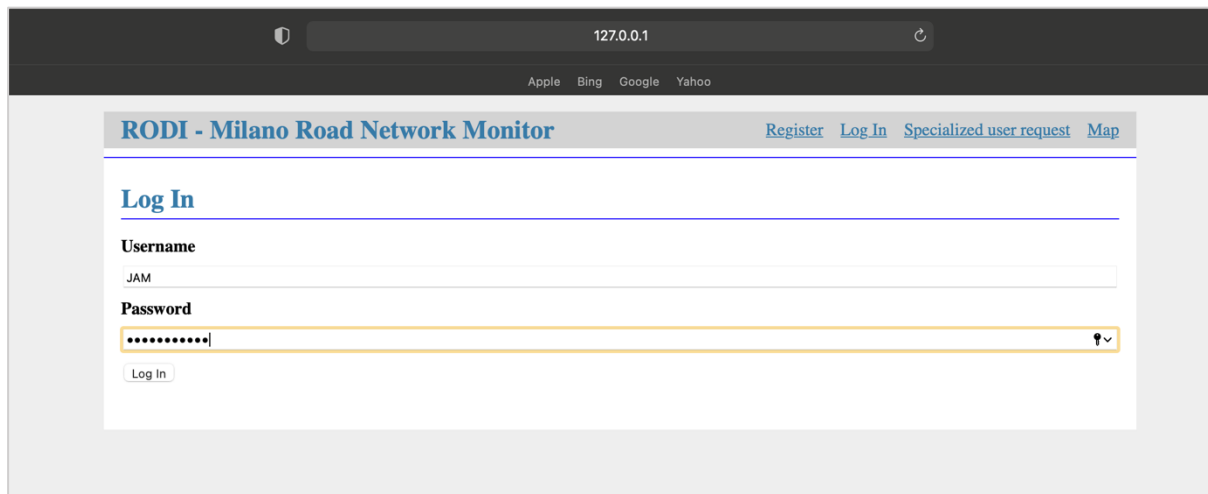 127.0.0.1
Apple Bing Google Yahoo
RODI - Milano Road Network Monitor Register Log In Specialized user request Map
Log In
Username
JAM
Password
•••••••••••
Log In